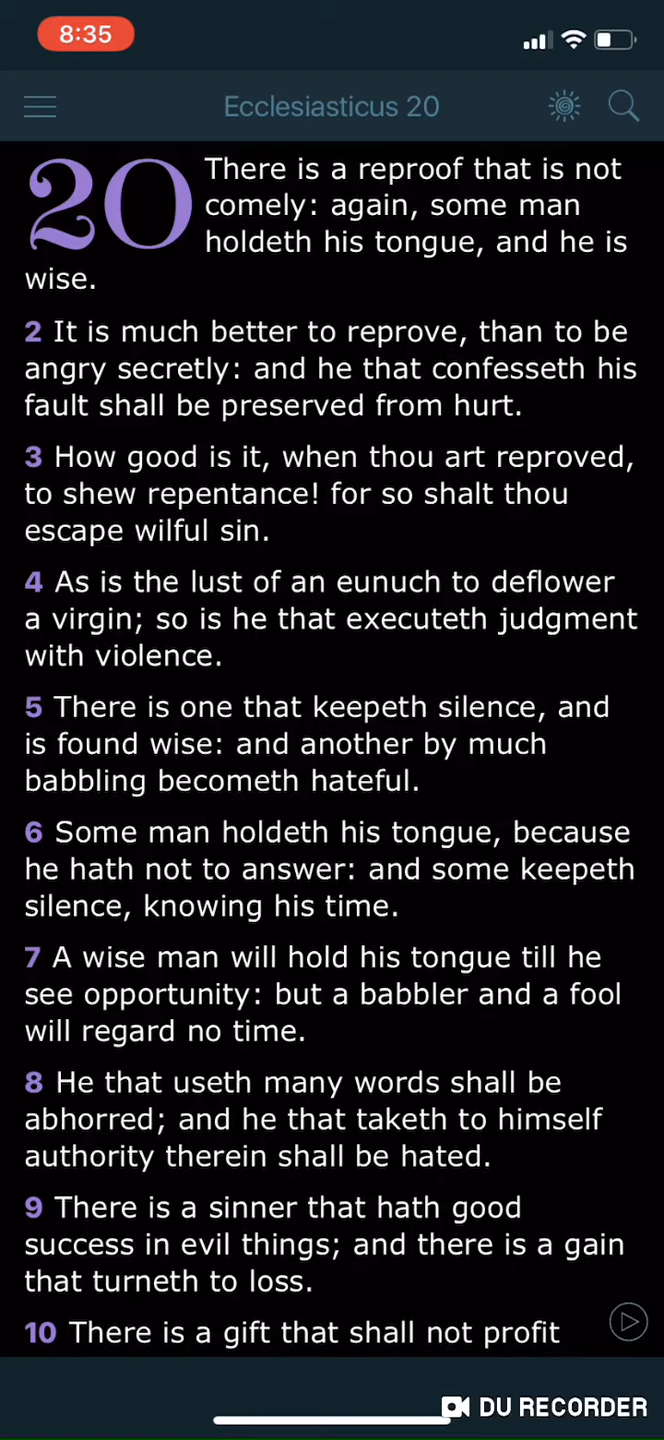 8:35
Ecclesiasticus 20
20 There is a reproof that is not
comely: again, some man
holdeth his tongue, and he is
wise.
2 It is much better to reprove, than to be
angry secretly: and he that confesseth his
fault shall be preserved from hurt.
3 How good is it, when thou art reproved,
to shew repentance! for so shalt thou
escape wilful sin.
4 As is the lust of an eunuch to deflower
a virgin; so is he that executeth judgment
with violence.
5 There is one that keepeth silence, and
is found wise: and another by much
babbling becometh hateful.
6 Some man holdeth his tongue, because
he hath not to answer: and some keepeth
silence, knowing his time.
7 A wise man will hold his tongue till he
see opportunity: but a babbler and a fool
will regard no time.
8 He that useth many words shall be
abhorred; and he that taketh to himself
authority therein shall be hated.
9 There is a sinner that hath good
success in evil things; and there is a gain
that turneth to loss.
10 There is a gift that shall not profit
DU RECORDER